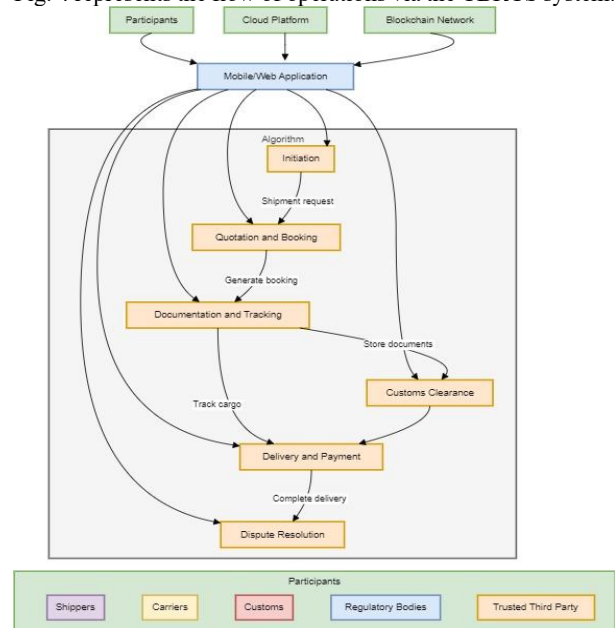 Participants
Cloud Platform
Blockchain Network
Mobile/Web Application
Algorithm
Initiation
Shipment request
Quotation and Booking
Generate booking
Documentation and Tracking
Store documents
Customs Clearance
Track cargo
Delivery and Payment
Complete delivery
Dispute Resolution
Participants
Shippers
Carriers
Customs
Regulatory Bodies
Trusted Third Party